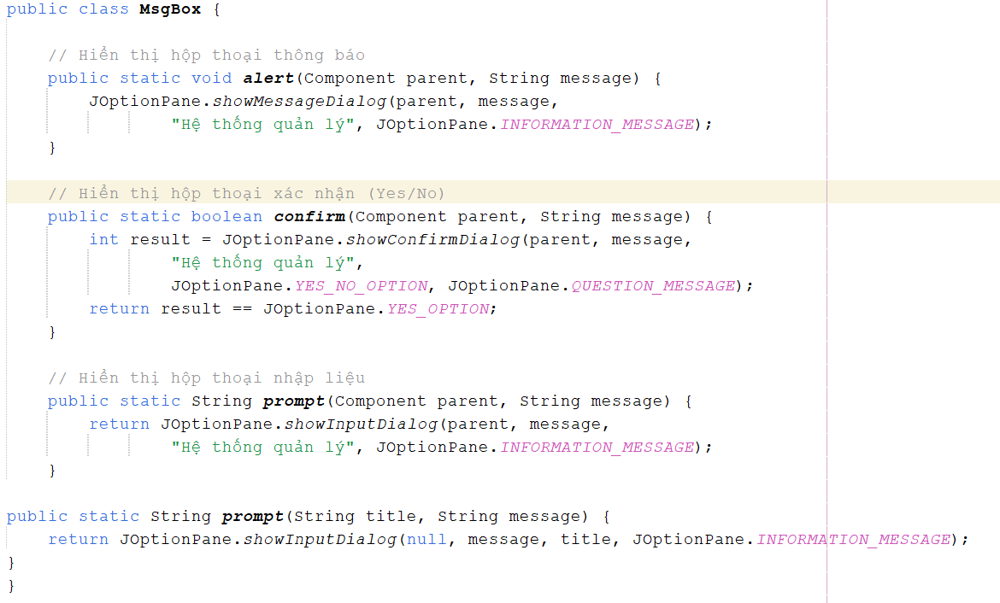 public class MsgBox {
// Hiển thị hộp thoại thông báo
public static void alert(Component parent, String message) {
JOptionPane.showMessageDialog(parent, message,
"Hệ thống quản lý", JOptionPane.INFORMATION_MESSAGE);
}
// Hiển thị hộp thoại xác nhận (Yes/No)
public static boolean confirm(Component parent, String message) {
int result = JOptionPane.showConfirmDialog(parent, message,
"Hệ thống quản lý",
JOptionPane.YES_NO_OPTION, JOptionPane.QUESTION_MESSAGE);
return result == JOptionPane.YES_OPTION;
}
// Hiển thị hộp thoại nhập liệu
public static String prompt(Component parent, String message) {
return JOptionPane.showInputDialog(parent, message,
"Hệ thống quản lý", JOptionPane.INFORMATION_MESSAGE);
}
public static String prompt(String title, String message) {
return JOptionPane.showInputDialog(null, message, title, JOptionPane.INFORMATION_MESSAGE);
}
}